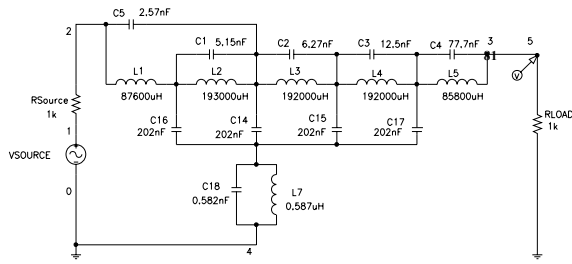 C5 2.57nF
2
C1 5.15nF
C2 6.27nF
C3 12.5nF
C4 77.7nF
3
5
L1
L2
L3
L4
L5
V
87600uH
193000uH
192000uH
192000uH
85800uH
RSource
1k
C16
202nF
C14
202nF
C15
202nF
C17
202nF
RLOAD
1k
1
VSOURCE
0
C18
0.582nF
L7
0.587uH
4